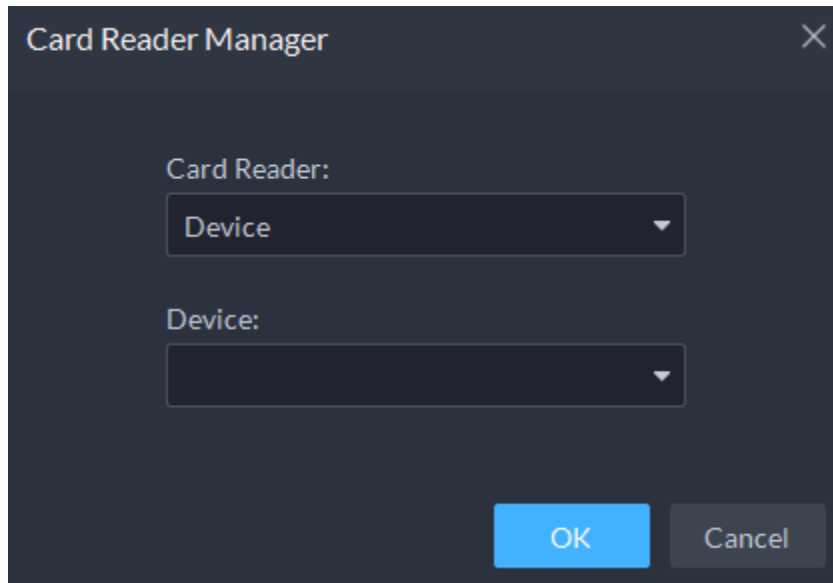 Card Reader Manager
Card Reader:
Device
Device:
OK
Cancel